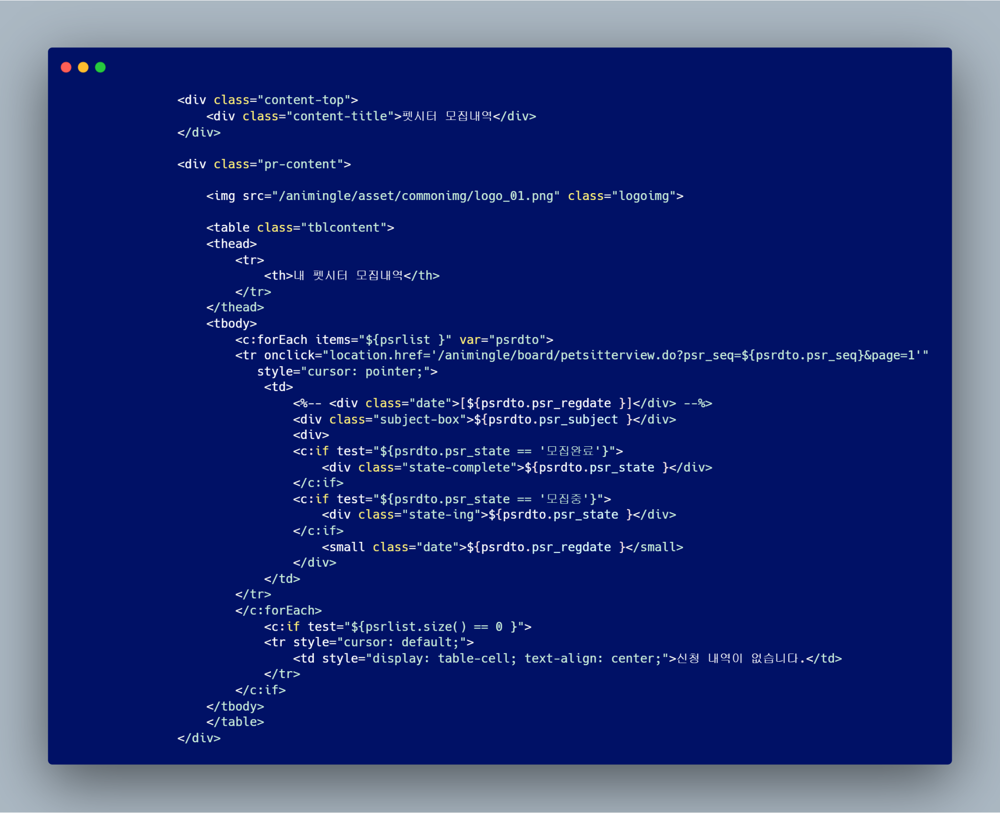 <div class="content-top">
<div class="content-title">펫시터 모집내역</div>
</div>
<div class="pr-content">
<img src="/animingle/asset/commonimg/logo_01.png" class="logoimg">
<table class="tblcontent">
<thead>
<tr>
<th>내 펫시터 모집내역</th>
</tr>
</thead>
<tbody>
<c:forEach items="${psrlist }" var="psrdto">
<tr onclick="location.href='/animingle/board/petsitterview.do?psr_seq=${psrdto.psr_seq}&page=1'"
style="cursor: pointer;">
<td>
<%-- <div class="date">[${psrdto.psr_regdate }]</div> --%>
<div class="subject-box">${psrdto.psr_subject }</div>
<div>
<c:if test="${psrdto.psr_state == '모집완료'}">
<div class="state-complete">${psrdto.psr_state }</div>
</c:if>
<c:if test="${psrdto.psr_state == '모집중'}">
<div class="state-ing">${psrdto.psr_state }</div>
</c:if>
<small class="date">${psrdto.psr_regdate }</small>
</div>
</td>
</tr>
</c:forEach>
<c:if test="${psrlist.size() == 0 }">
<tr style="cursor: default;">
<td style="display: table-cell; text-align: center;">신청 내역이 없습니다.</td>
</tr>
</c:if>
</tbody>
</table>
</div>